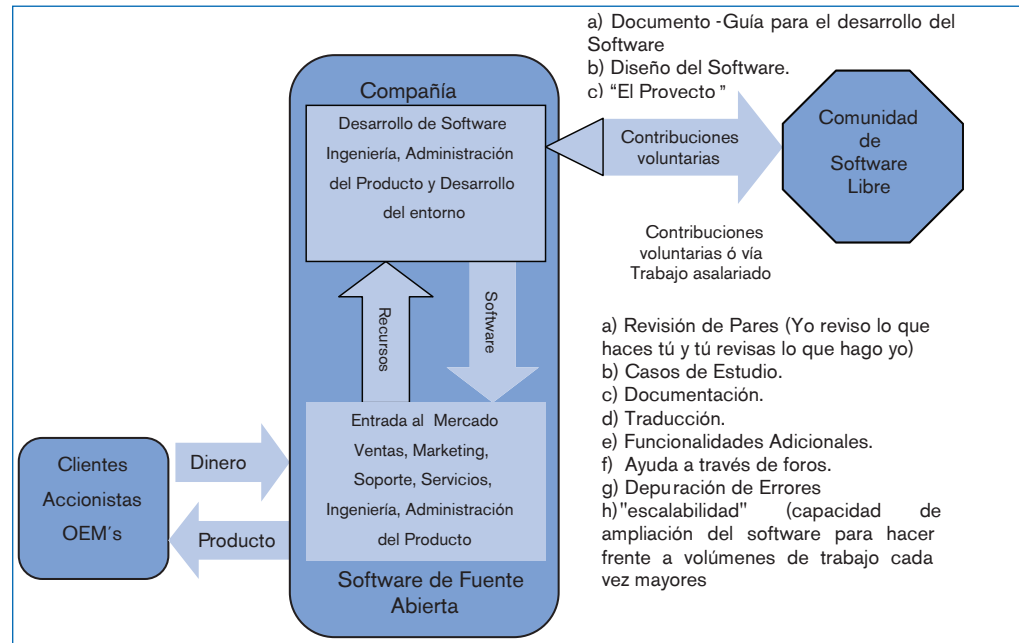 a) Documento -Guía para el desarrollo del
Software
b) Diseño del Software.
c) “El Proyecto ”
Compañía
Desarrollo de Software
Ingeniería, Administración
del Producto y Desarrollo
del entorno
Contribuciones
voluntarias
Comunidad
de
Software
Libre
Contribuciones
voluntarias ó vía
Trabajo asalariado
Recursos
Software
a) Revisión de Pares (Yo reviso lo que
haces tú y tú revisas lo que hago yo)
b) Casos de Estudio.
c) Documentación.
d) Traducción.
e) Funcionalidades Adicionales.
f) Ayuda a través de foros.
g) Depuración de Errores
h)"escalabilidad" (capacidad de
ampliación del software para hacer
frente a volúmenes de trabajo cada
vez mayores
Clientes
Accionistas
OEM´s
Dinero
Producto
Entrada al Mercado
Ventas, Marketing,
Soporte, Servicios,
Ingeniería, Administración
del Producto
Software de Fuente
Abierta